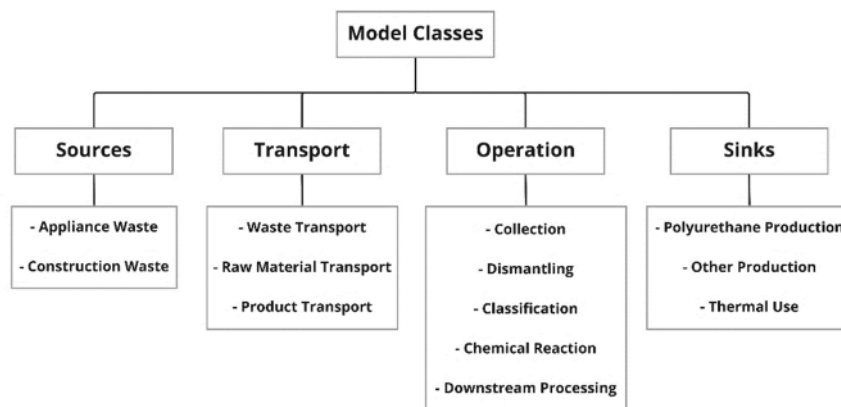 Model Classes
Sources
Transport
Operation
Sinks
- Appliance Waste
- Construction Waste
- Waste Transport
- Raw Material Transport
- Product Transport
- Collection
- Dismantling
- Classification
- Chemical Reaction
- Downstream Processing
- Polyurethane Production
- Other Production
- Thermal Use